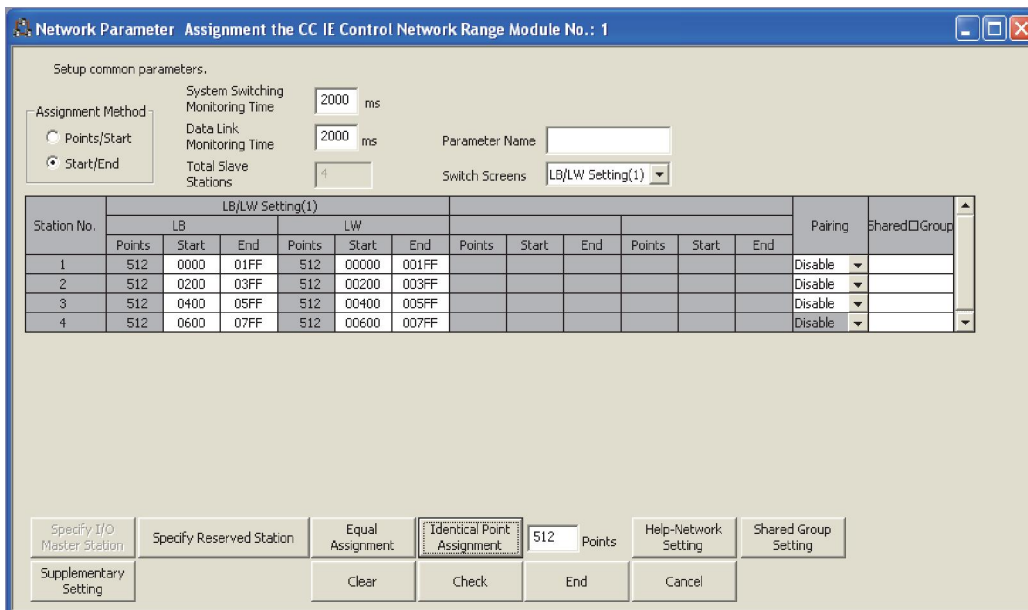 Network Parameter Assignment the CC IE Control Network Range Module No.: 1
Setup common parameters.
Assignment Method
Points/Start
Start/End
System Switching
Monitoring Time
2000 ms
Data Link
Monitoring Time
2000 ms
Total Slave
Stations
4
Parameter Name
Switch Screens LB/LW Setting(1)
Station No. LB/LW Setting(1) Pairing Shared□Group
LB LW
Points Start End Points Start End Points Start End Points Start End
1 512 0000 01FF 512 00000 001FF Disable
2 512 0200 03FF 512 00200 003FF Disable
3 512 0400 05FF 512 00400 005FF Disable
4 512 0600 07FF 512 00600 007FF Disable
Specify I/O
Master Station
Specify Reserved Station
Equal
Assignment
Identical Point
Assignment
512 Points
Help-Network
Setting
Shared Group
Setting
Supplementary
Setting
Clear
Check
End
Cancel